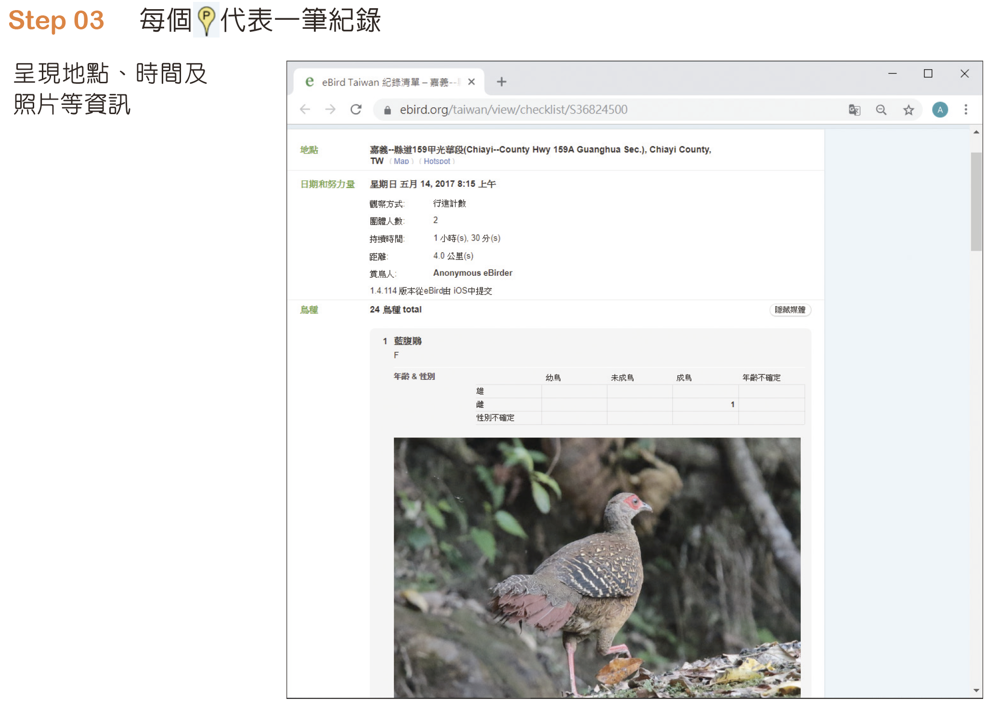 Step 03 每個 P 代表一筆紀錄
呈現地點、時間及
照片等資訊
eBird Taiwan 紀錄清單 – 嘉義--
ebird.org/taiwan/view/checklist/S36824500
A
地點 嘉義--縣道159甲光華段(Chiayi--County Hwy 159A Guanghua Sec.), Chiayi County,
TW ( Map ) ( Hotspot )
日期和努力量 星期日 五月 14, 2017 8:15 上午
觀察方式: 行進計數
團體人數: 2
持續時間: 1 小時(s), 30 分(s)
距離: 4.0 公里(s)
賞鳥人: Anonymous eBirder
1.4.114 版本從eBird由 iOS中提交
鳥種 24 鳥種 total 隱藏媒體
1 藍腹鷴
F
年齡 & 性別 幼鳥 未成鳥 成鳥 年齡不確定
雄
雌 1
性別不確定